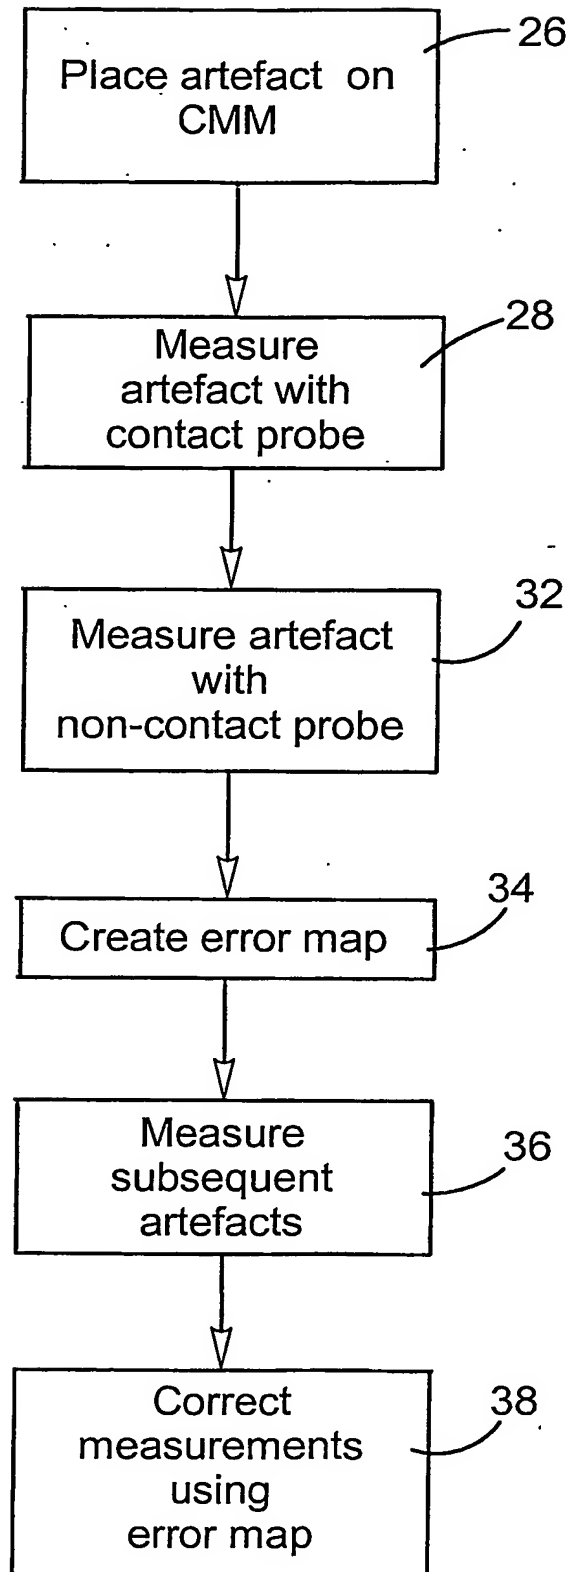 26
Place artefact on
CMM
28
Measure
artefact with
contact probe
32
Measure artefact
with
non-contact probe
34
Create error map
36
Measure
subsequent
artefacts
38
Correct
measurements
using
error map